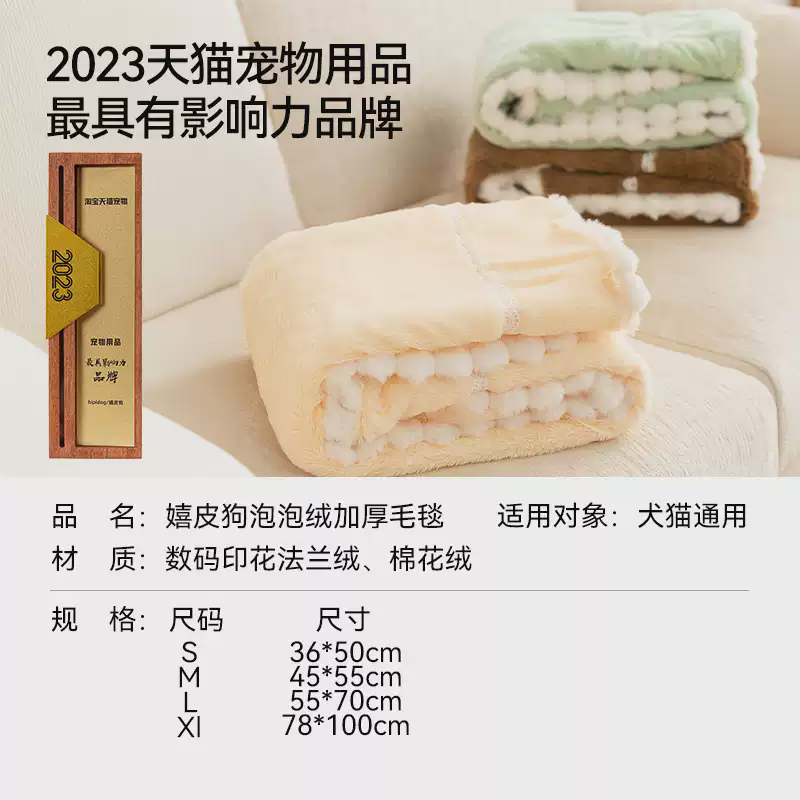 2023天猫宠物用品
最具有影响力品牌
淘宝天猫宠物
2023
宠物用品
最具影响力
品牌
hipidog/嬉皮狗
品 名：嬉皮狗泡泡绒加厚毛毯 适用对象：犬猫通用
材 质：数码印花法兰绒、棉花绒
规 格：尺码 尺寸
S 36*50cm
M 45*55cm
L 55*70cm
Xl 78*100cm